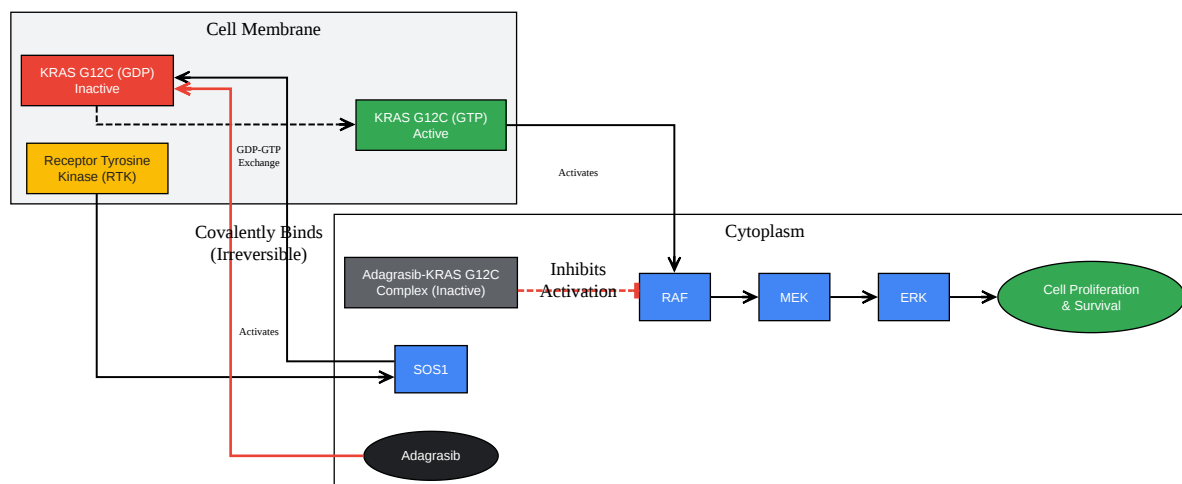 Cell Membrane
KRAS G12C (GDP)
Inactive
KRAS G12C (GTP)
Active
GDP-GTP
Exchange
Receptor Tyrosine
Kinase (RTK)
Activates
Covalently Binds
(Irreversible)
Cytoplasm
Adagrasib-KRAS G12C
Complex (Inactive)
Inhibits
Activation
RAF
MEK
ERK
Cell Proliferation
& Survival
Activates
SOS1
Adagrasib